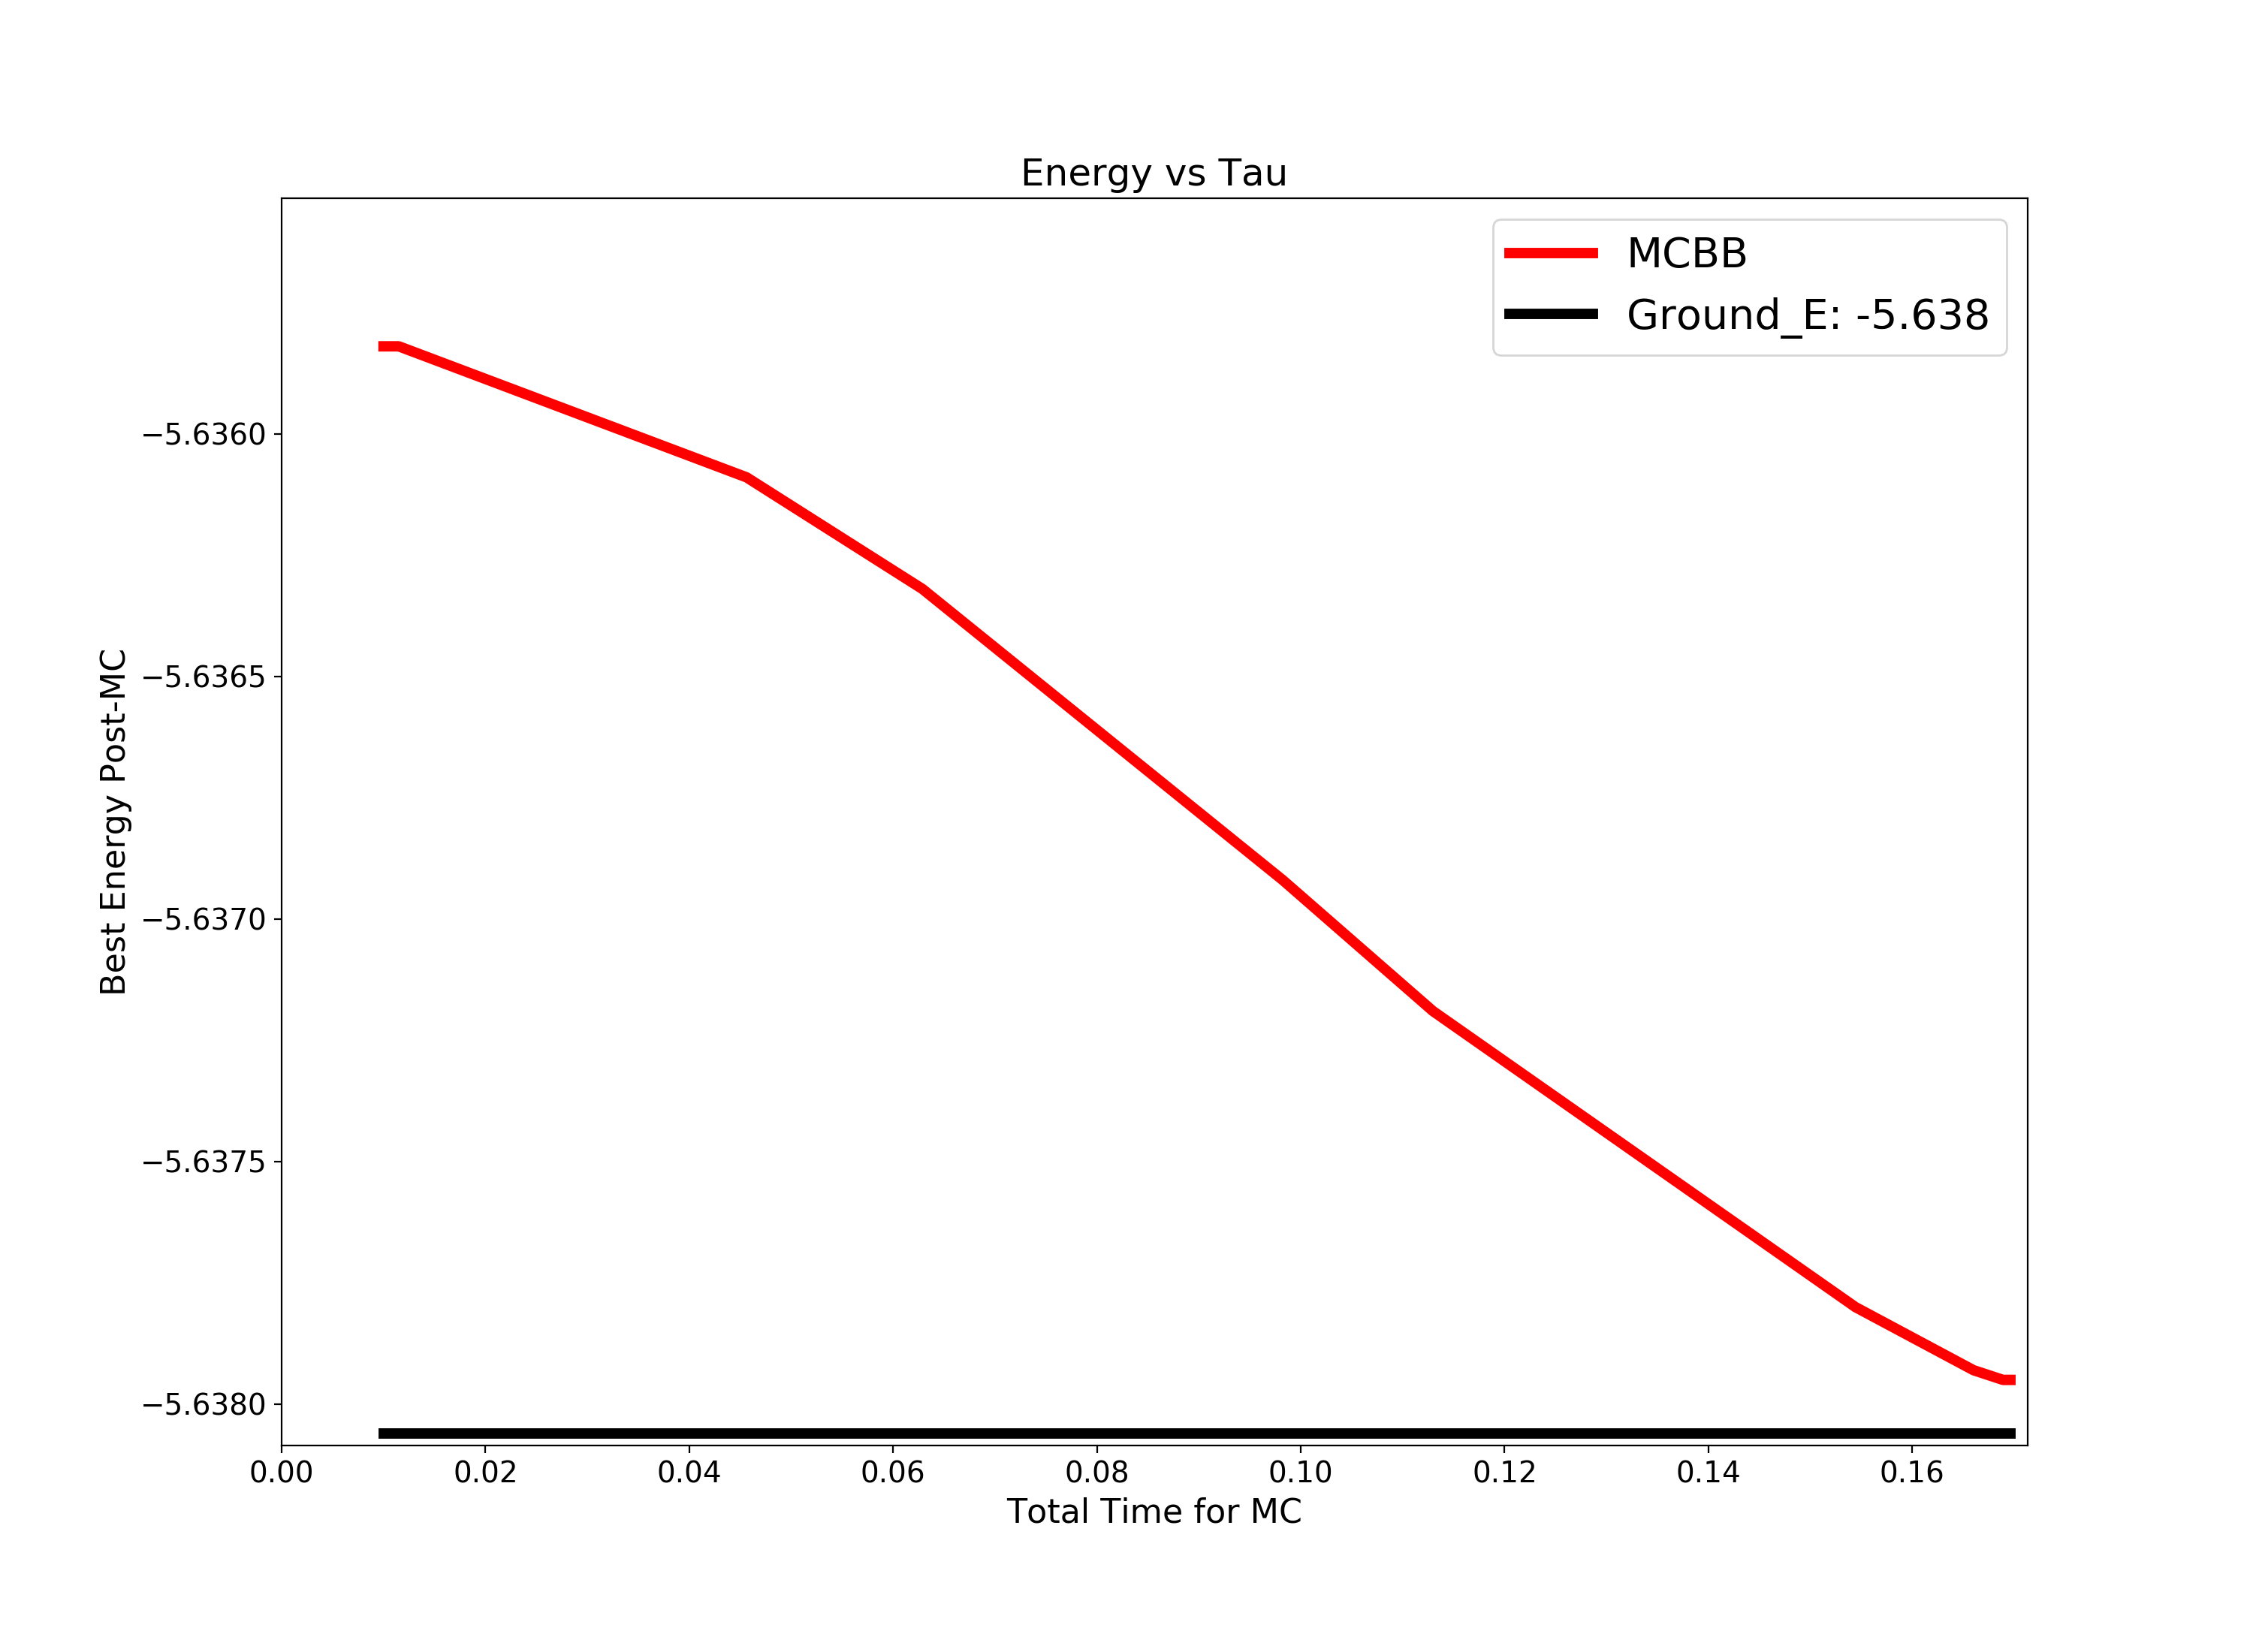 Energy vs Tau
MCBB
Ground_E: -5.638
Best Energy Post-MC
−5.6360
−5.6365
−5.6370
−5.6375
−5.6380
0.00 0.02 0.04 0.06 0.08 0.10 0.12 0.14 0.16
Total Time for MC